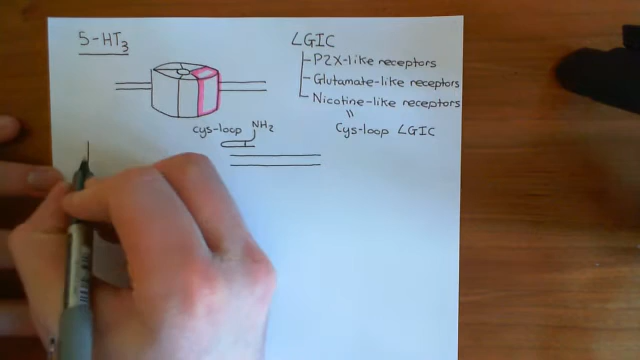 5-HT3
LGIC
P2X-like receptors
Glutamate-like receptors
Nicotine-like receptors
=
Cys-loop LGIC
cys-loop
NH2